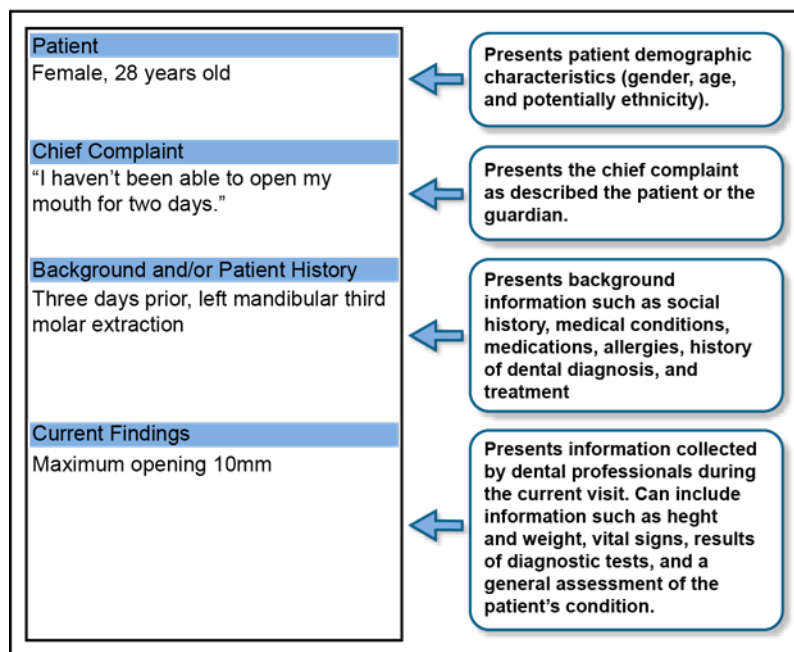 Patient
Female, 28 years old
Presents patient demographic
characteristics (gender, age,
and potentially ethnicity).
Chief Complaint
“I haven’t been able to open my
mouth for two days.”
Presents the chief complaint
as described the patient or the
guardian.
Background and/or Patient History
Three days prior, left mandibular third
molar extraction
Presents background
information such as social
history, medical conditions,
medications, allergies, history
of dental diagnosis, and
treatment
Current Findings
Maximum opening 10mm
Presents information collected
by dental professionals during
the current visit. Can include
information such as heght
and weight, vital signs, results
of diagnostic tests, and a
general assessment of the
patient’s condition.